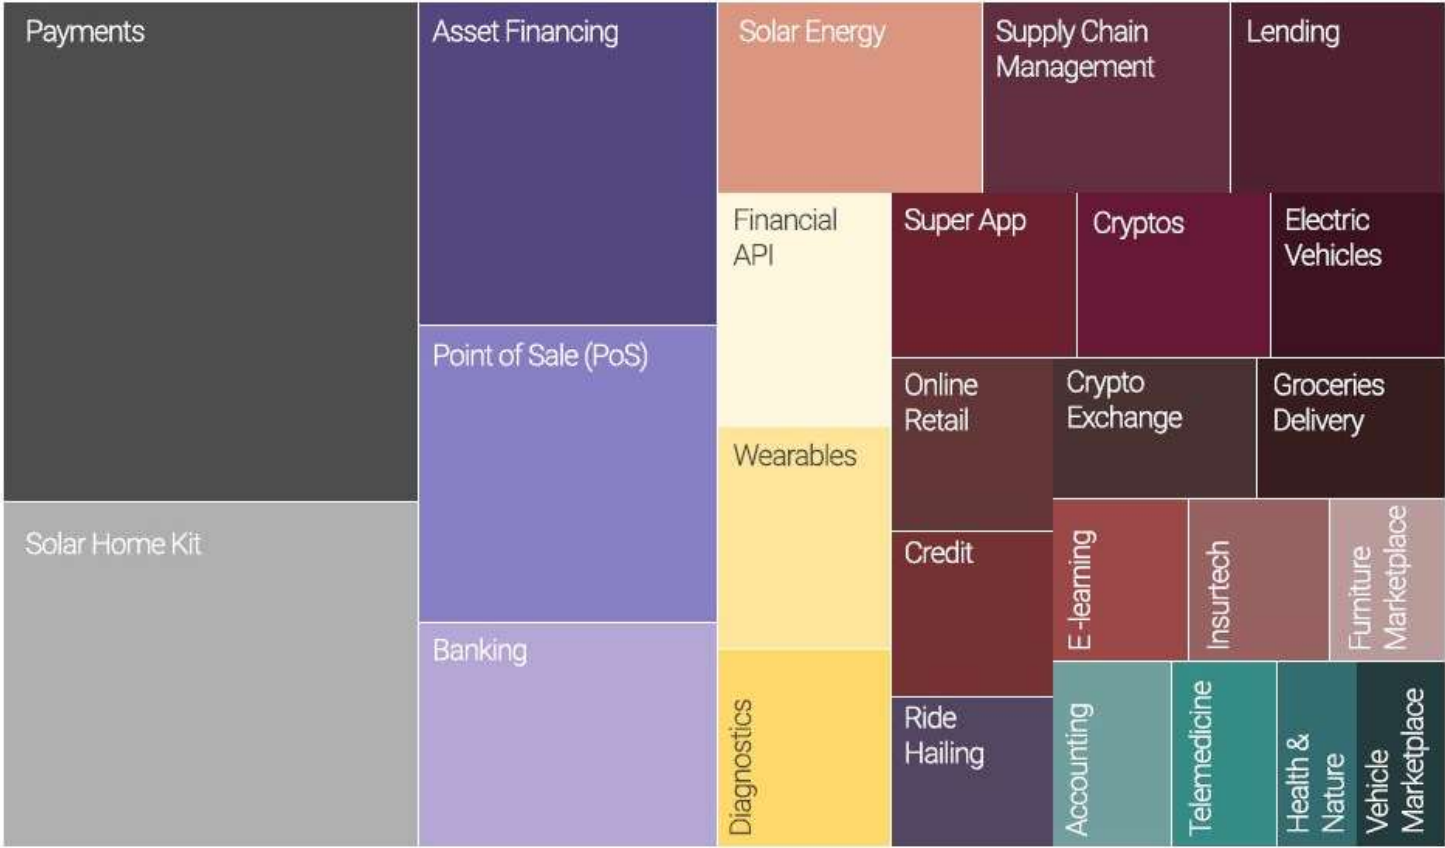 Payments
Solar Home Kit
Asset Financing
Point of Sale (PoS)
Banking
Solar Energy
Supply Chain
Management
Lending
Financial
API
Wearables
Diagnostics
Super App
Cryptos
Electric
Vehicles
Online
Retail
Crypto
Exchange
Groceries
Delivery
Credit
Ride
Hailing
E-learning
Insurtech
Furniture
Marketplace
Accounting
Telemedicine
Health &
Nature
Vehicle
Marketplace